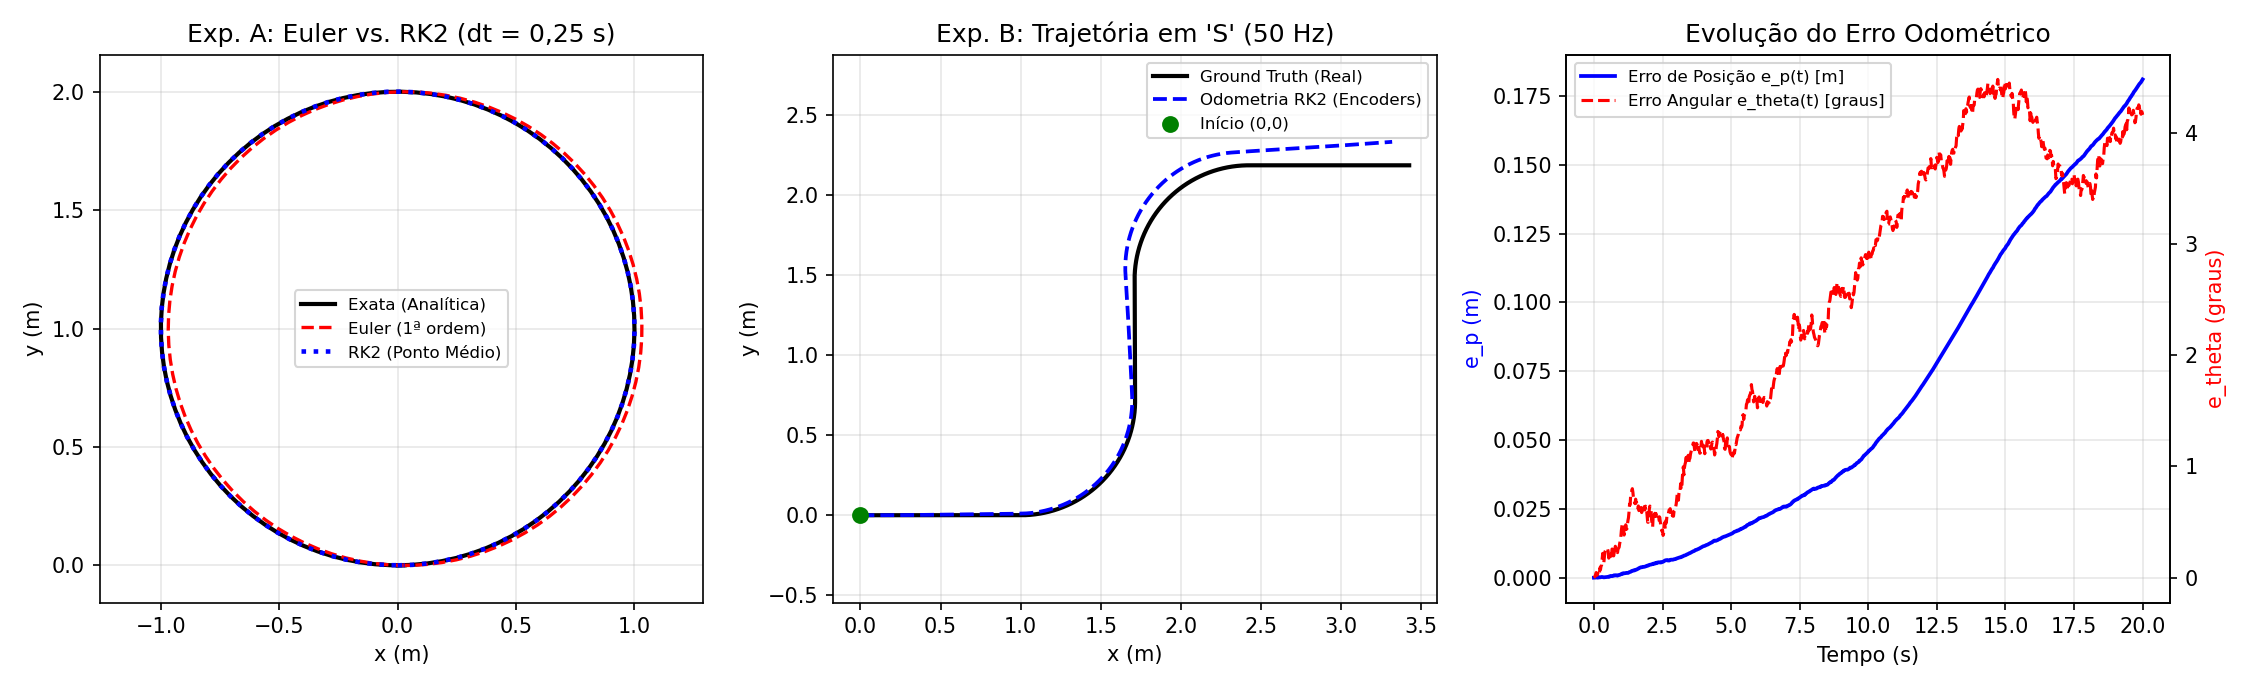 Exp. A: Euler vs. RK2 (dt = 0,25 s)
2.0
1.5
1.0
0.5
0.0
y (m)
Exata (Analítica)
Euler (1ª ordem)
RK2 (Ponto Médio)
−1.0
−0.5
0.0
0.5
1.0
x (m)
Exp. B: Trajetória em 'S' (50 Hz)
Ground Truth (Real)
Odometria RK2 (Encoders)
Início (0,0)
2.5
2.0
1.5
1.0
0.5
0.0
−0.5
y (m)
0.0
0.5
1.0
1.5
2.0
2.5
3.0
3.5
x (m)
Evolução do Erro Odométrico
Erro de Posição e_p(t) [m]
Erro Angular e_theta(t) [graus]
0.175
0.150
0.125
0.100
0.075
0.050
0.025
0.000
e_p (m)
4
3
2
1
0
e_theta (graus)
0.0
2.5
5.0
7.5
10.0
12.5
15.0
17.5
20.0
Tempo (s)